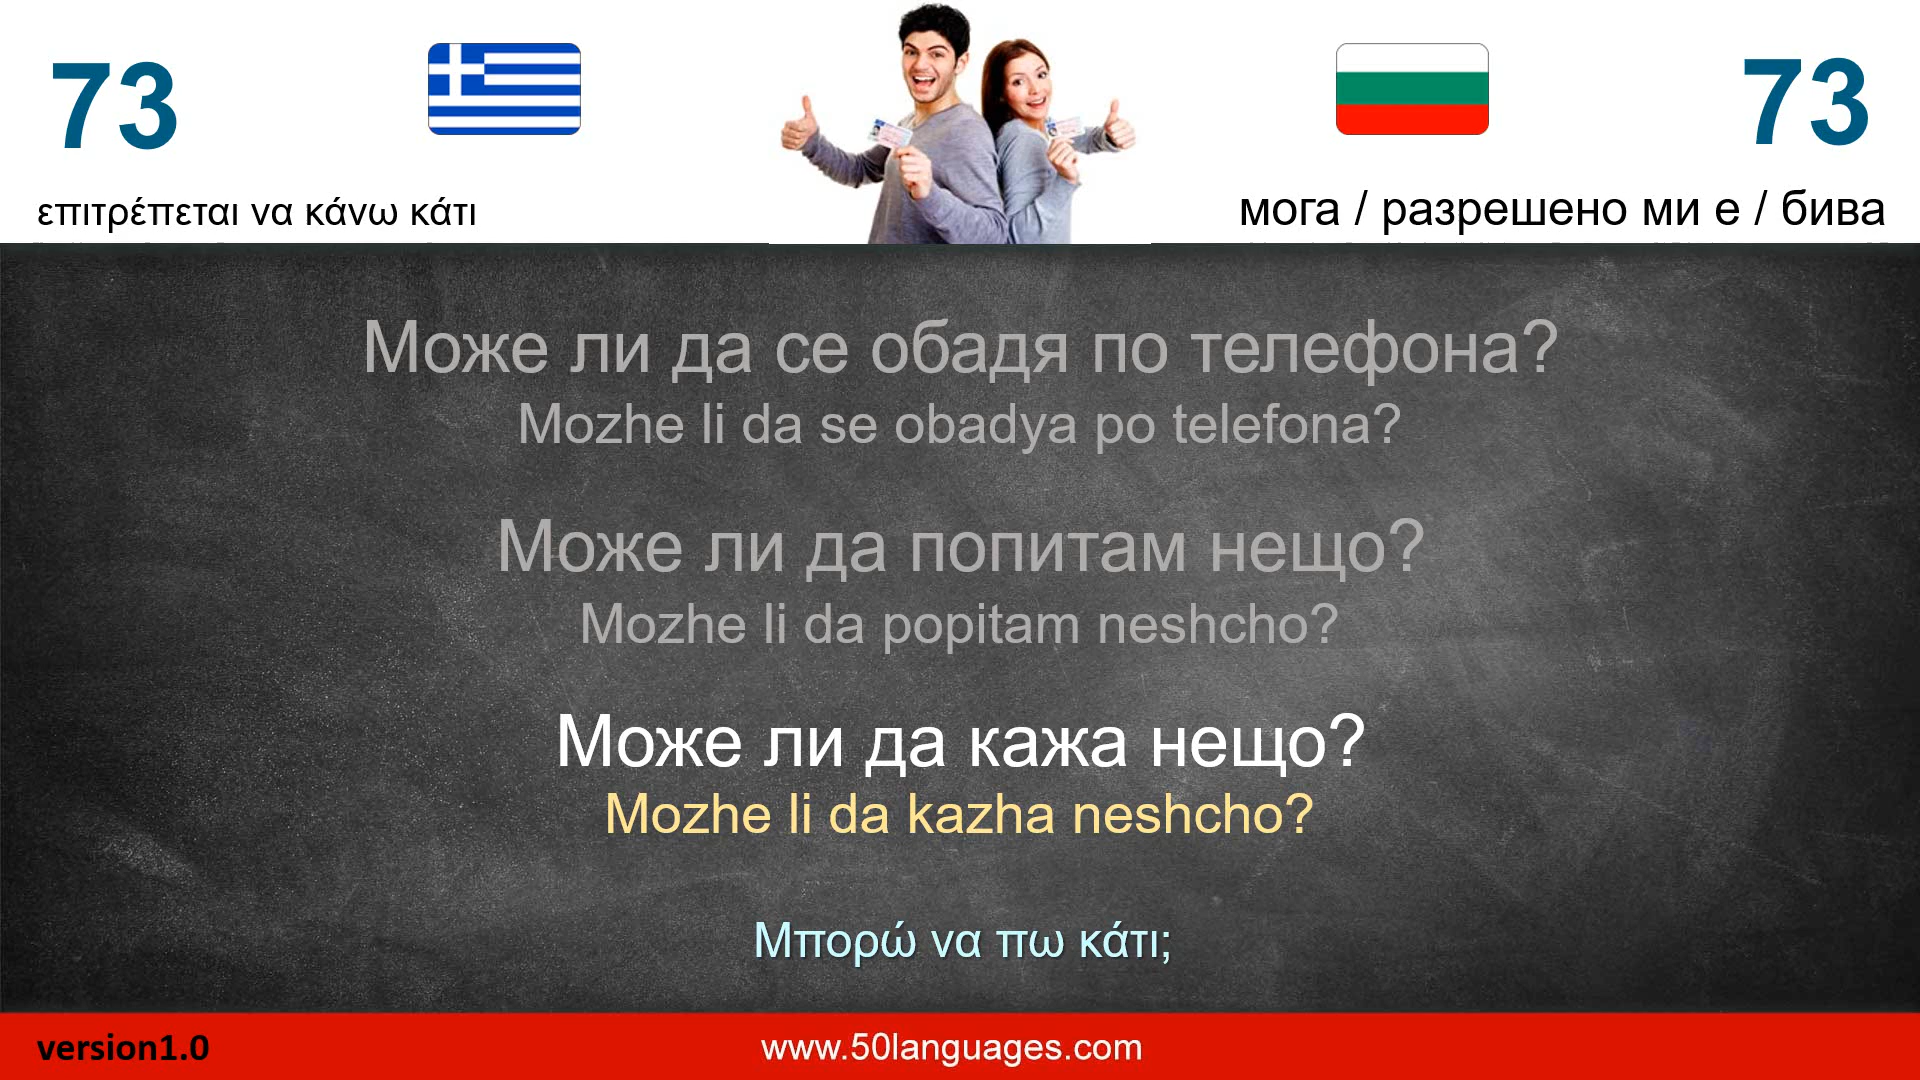 73
73
επιτρέπεται να κάνω κάτι
мога / разрешено ми е / бива
Може ли да се обадя по телефона?
Mozhe li da se obadya po telefona?
Може ли да попитам нещо?
Mozhe li da popitam neshcho?
Може ли да кажа нещо?
Mozhe li da kazha neshcho?
Μπορώ να πω κάτι;
version1.0
www.50languages.com